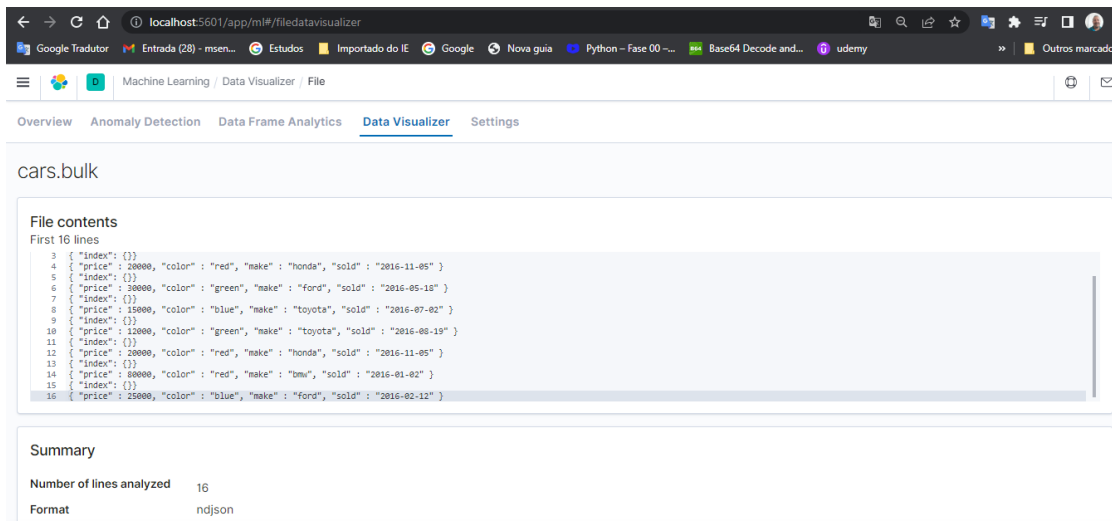 localhost:5601/app/ml#/filedatavisualizer
Google Tradutor Entrada (28) - msen... Estudos Importado do IE Google Nova guia Python – Fase 00 –... B64 Base64 Decode and... udemy » Outros marcado
D Machine Learning / Data Visualizer / File
Overview Anomaly Detection Data Frame Analytics Data Visualizer Settings
cars.bulk
File contents
First 16 lines
3 { "index": {}}
4 { "price" : 20000, "color" : "red", "make" : "honda", "sold" : "2016-11-05" }
5 { "index": {}}
6 { "price" : 30000, "color" : "green", "make" : "ford", "sold" : "2016-05-18" }
7 { "index": {}}
8 { "price" : 15000, "color" : "blue", "make" : "toyota", "sold" : "2016-07-02" }
9 { "index": {}}
10 { "price" : 12000, "color" : "green", "make" : "toyota", "sold" : "2016-08-19" }
11 { "index": {}}
12 { "price" : 20000, "color" : "red", "make" : "honda", "sold" : "2016-11-05" }
13 { "index": {}}
14 { "price" : 80000, "color" : "red", "make" : "bmw", "sold" : "2016-01-02" }
15 { "index": {}}
16 { "price" : 25000, "color" : "blue", "make" : "ford", "sold" : "2016-02-12" }
Summary
Number of lines analyzed 16
Format ndjson